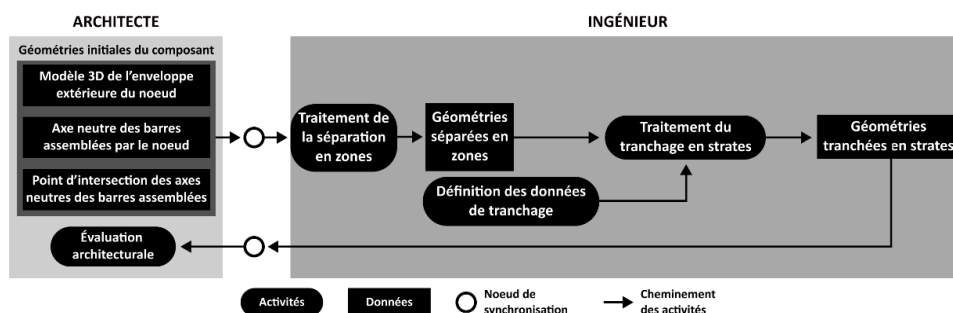 ARCHITECTE
INGÉNIEUR
Géométries initiales du composant
Modèle 3D de l'enveloppe
extérieure du noeud
Axe neutre des barres
assemblées par le noeud
Point d'intersection des axes
neutres des barres assemblées
Évaluation
architecturale
Traitement de
la séparation
en zones
Géométries
séparées en
zones
Définition des données
de tranchage
Traitement du
tranchage en strates
Géométries
tranchées en strates
Activités
Données
Noeud de
synchronisation
Cheminement
des activités